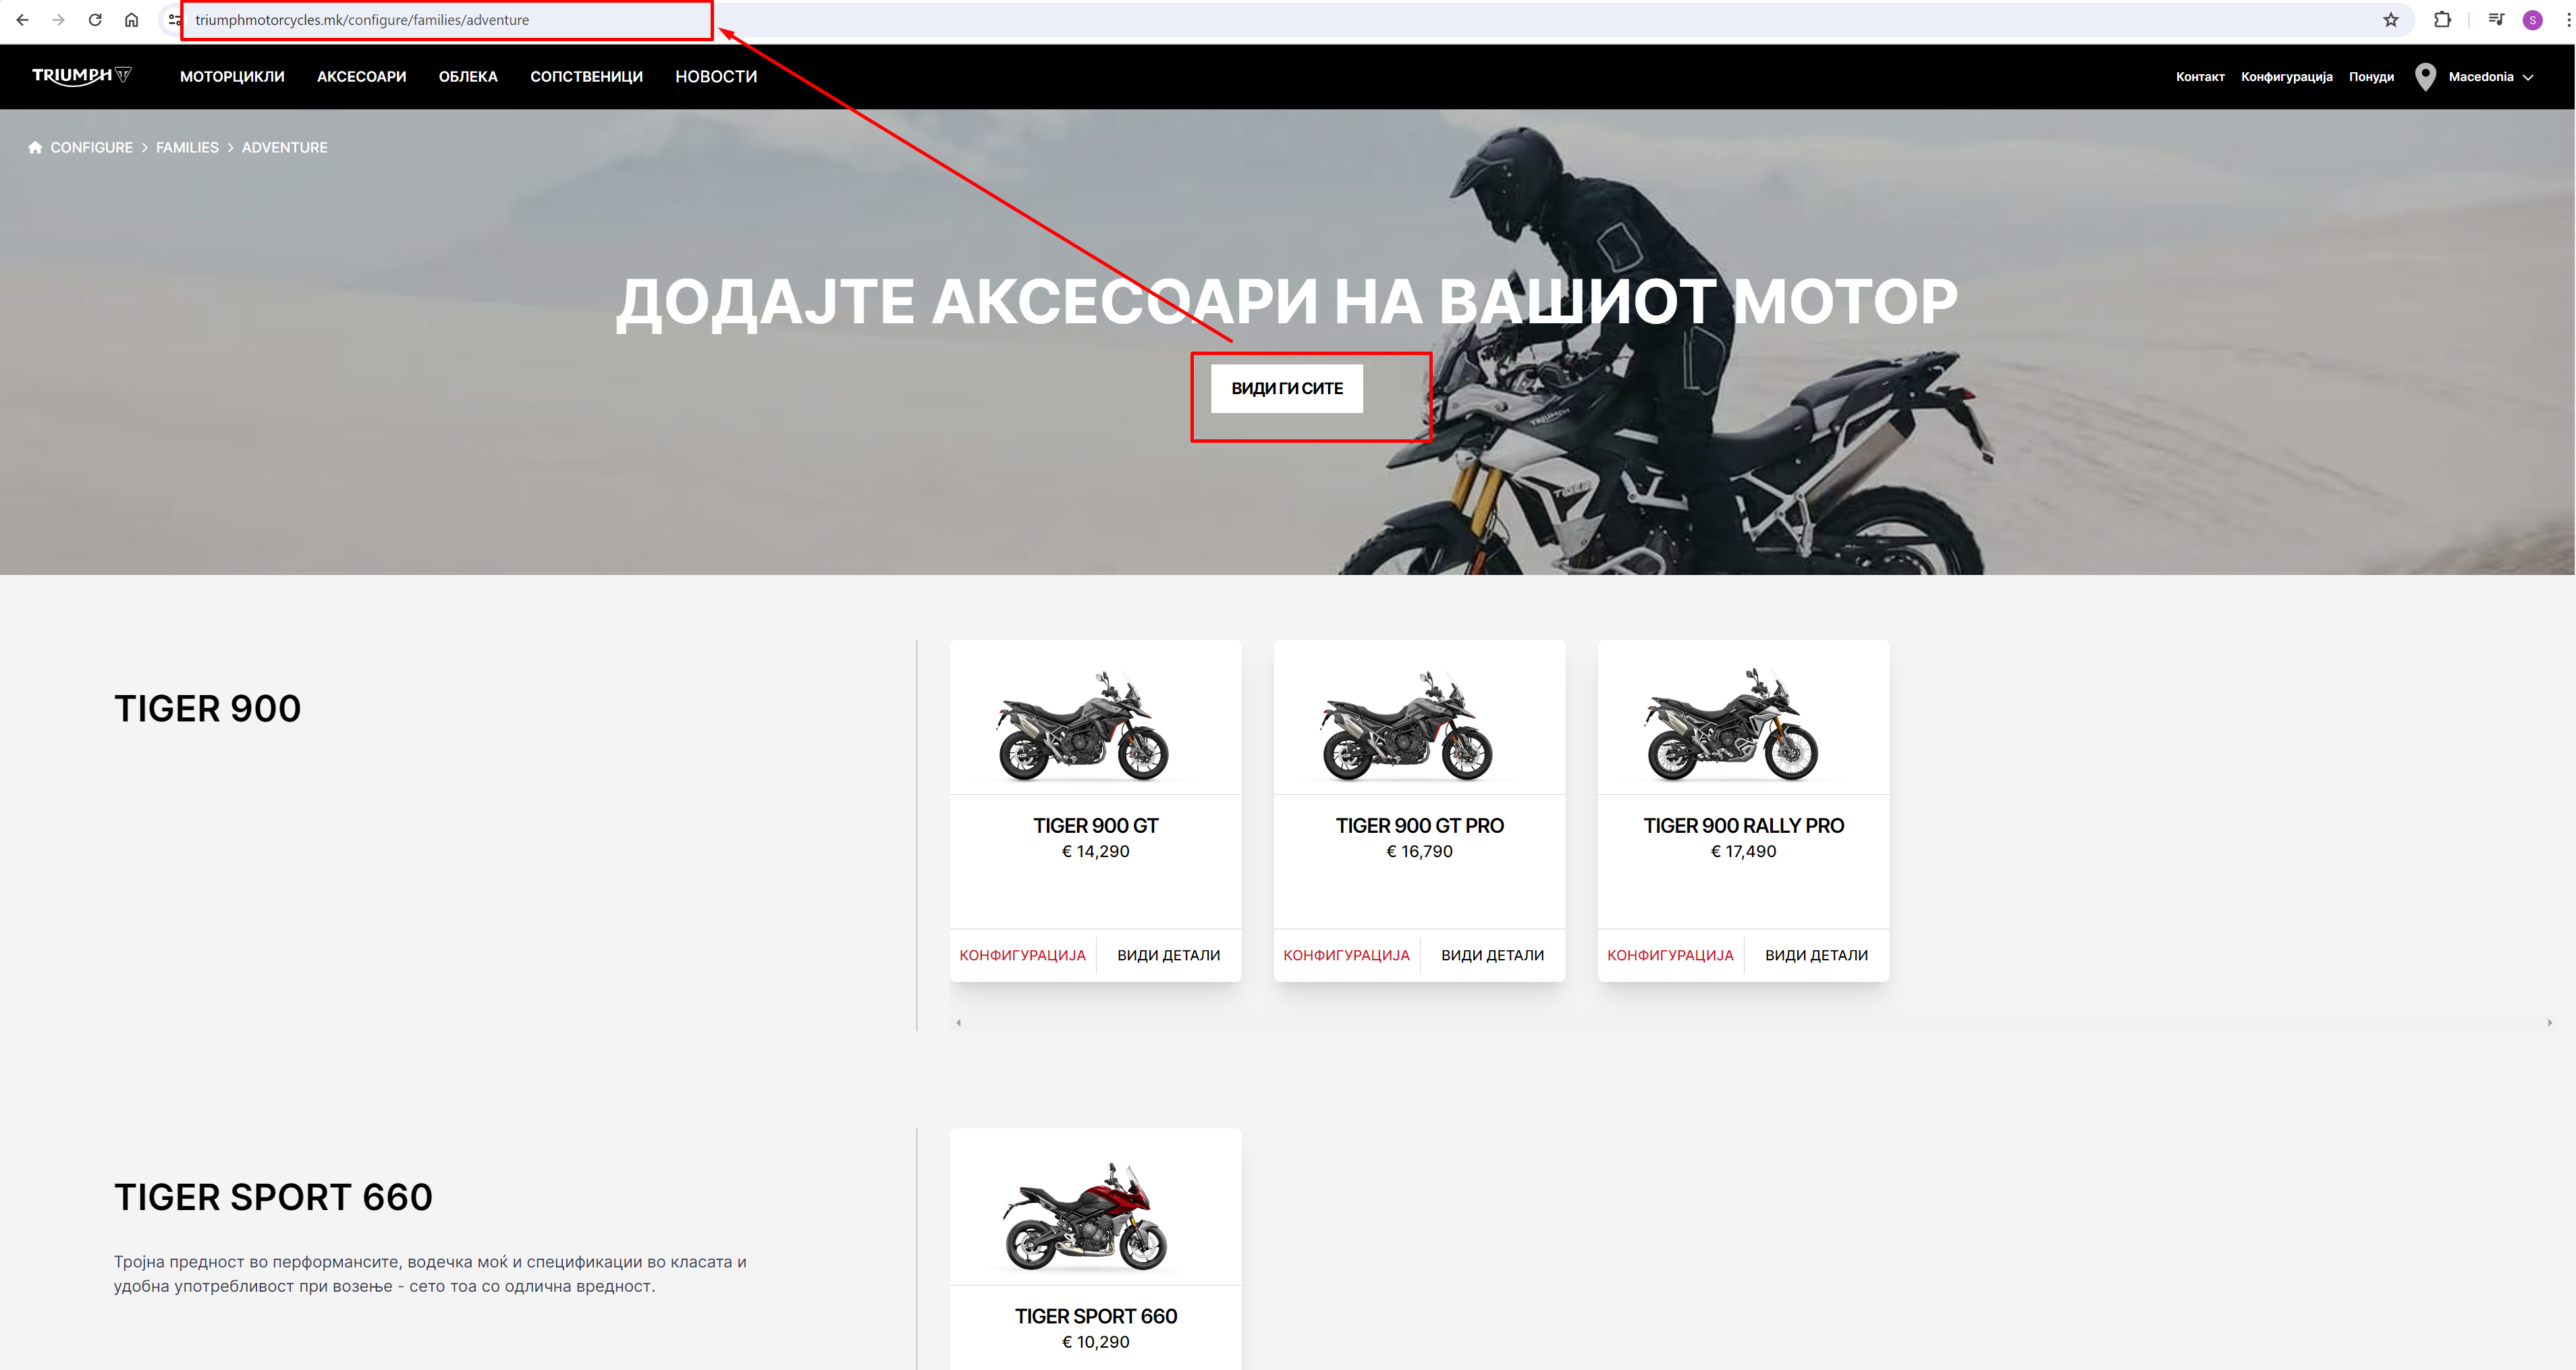 triumphmotorcycles.mk/configure/families/adventure
S
TRIUMPH
МОТОРЦИКЛИ
АКСЕСОАРИ
ОБЛЕКА
СОПСТВЕНИЦИ
НОВОСТИ
Контакт
Конфигурација
Понуди
Macedonia
CONFIGURE > FAMILIES > ADVENTURE
ДОДАЈТЕ АКСЕСОАРИ НА ВАШИОТ МОТОР
ВИДИ ГИ СИТЕ
TRIUMPH
TIGER
TIGER 900
TIGER 900 GT
€ 14,290
КОНФИГУРАЦИЈА
ВИДИ ДЕТАЛИ
TIGER 900 GT PRO
€ 16,790
КОНФИГУРАЦИЈА
ВИДИ ДЕТАЛИ
TIGER 900 RALLY PRO
€ 17,490
КОНФИГУРАЦИЈА
ВИДИ ДЕТАЛИ
TIGER SPORT 660
Тројна предност во перформансите, водечка моќ и спецификации во класата и
удобна употребливост при возење - сето тоа со одлична вредност.
TIGER SPORT 660
€ 10,290